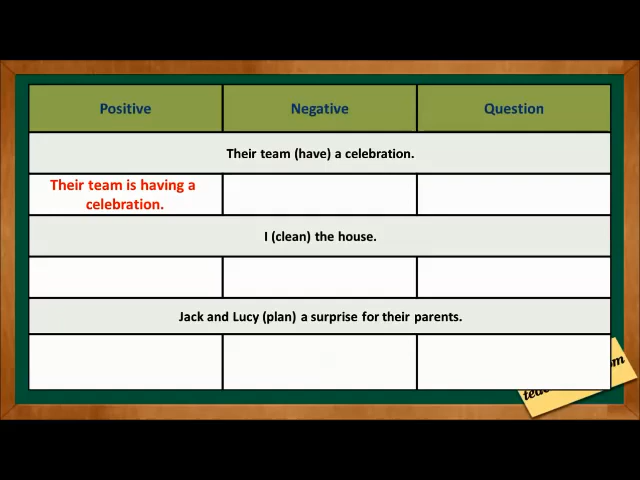 Positive
Negative
Question
Their team (have) a celebration.
Their team is having a
celebration.
I (clean) the house.
Jack and Lucy (plan) a surprise for their parents.